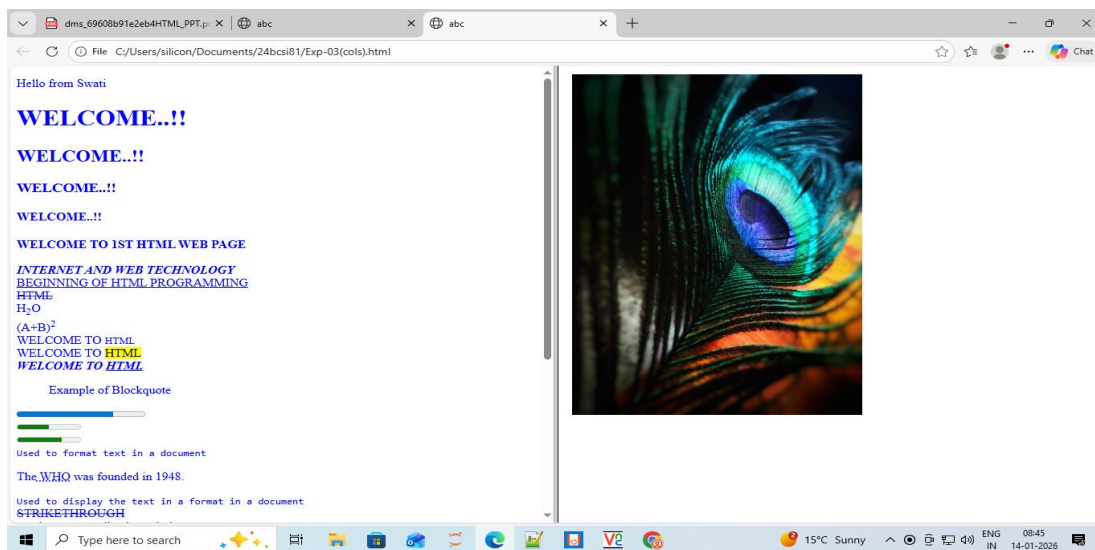 dms_69608b91e2eb4HTML_PPT.p
abc
abc
File C:/Users/silicon/Documents/24bcsi81/Exp-03(cols).html
Chat
Hello from Swati
WELCOME..!!
WELCOME..!!
WELCOME..!!
WELCOME..!!
WELCOME TO 1ST HTML WEB PAGE
INTERNET AND WEB TECHNOLOGY
BEGINNING OF HTML PROGRAMMING
HTML
H₂O
(A+B)²
WELCOME TO HTML
WELCOME TO HTML
WELCOME TO HTML
Example of Blockquote
Used to format text in a document
The WHO was founded in 1948.
Used to display the text in a format in a document
STRIKETHROUGH
Type here to search
15°C Sunny
ENG
IN
08:45
14-01-2026